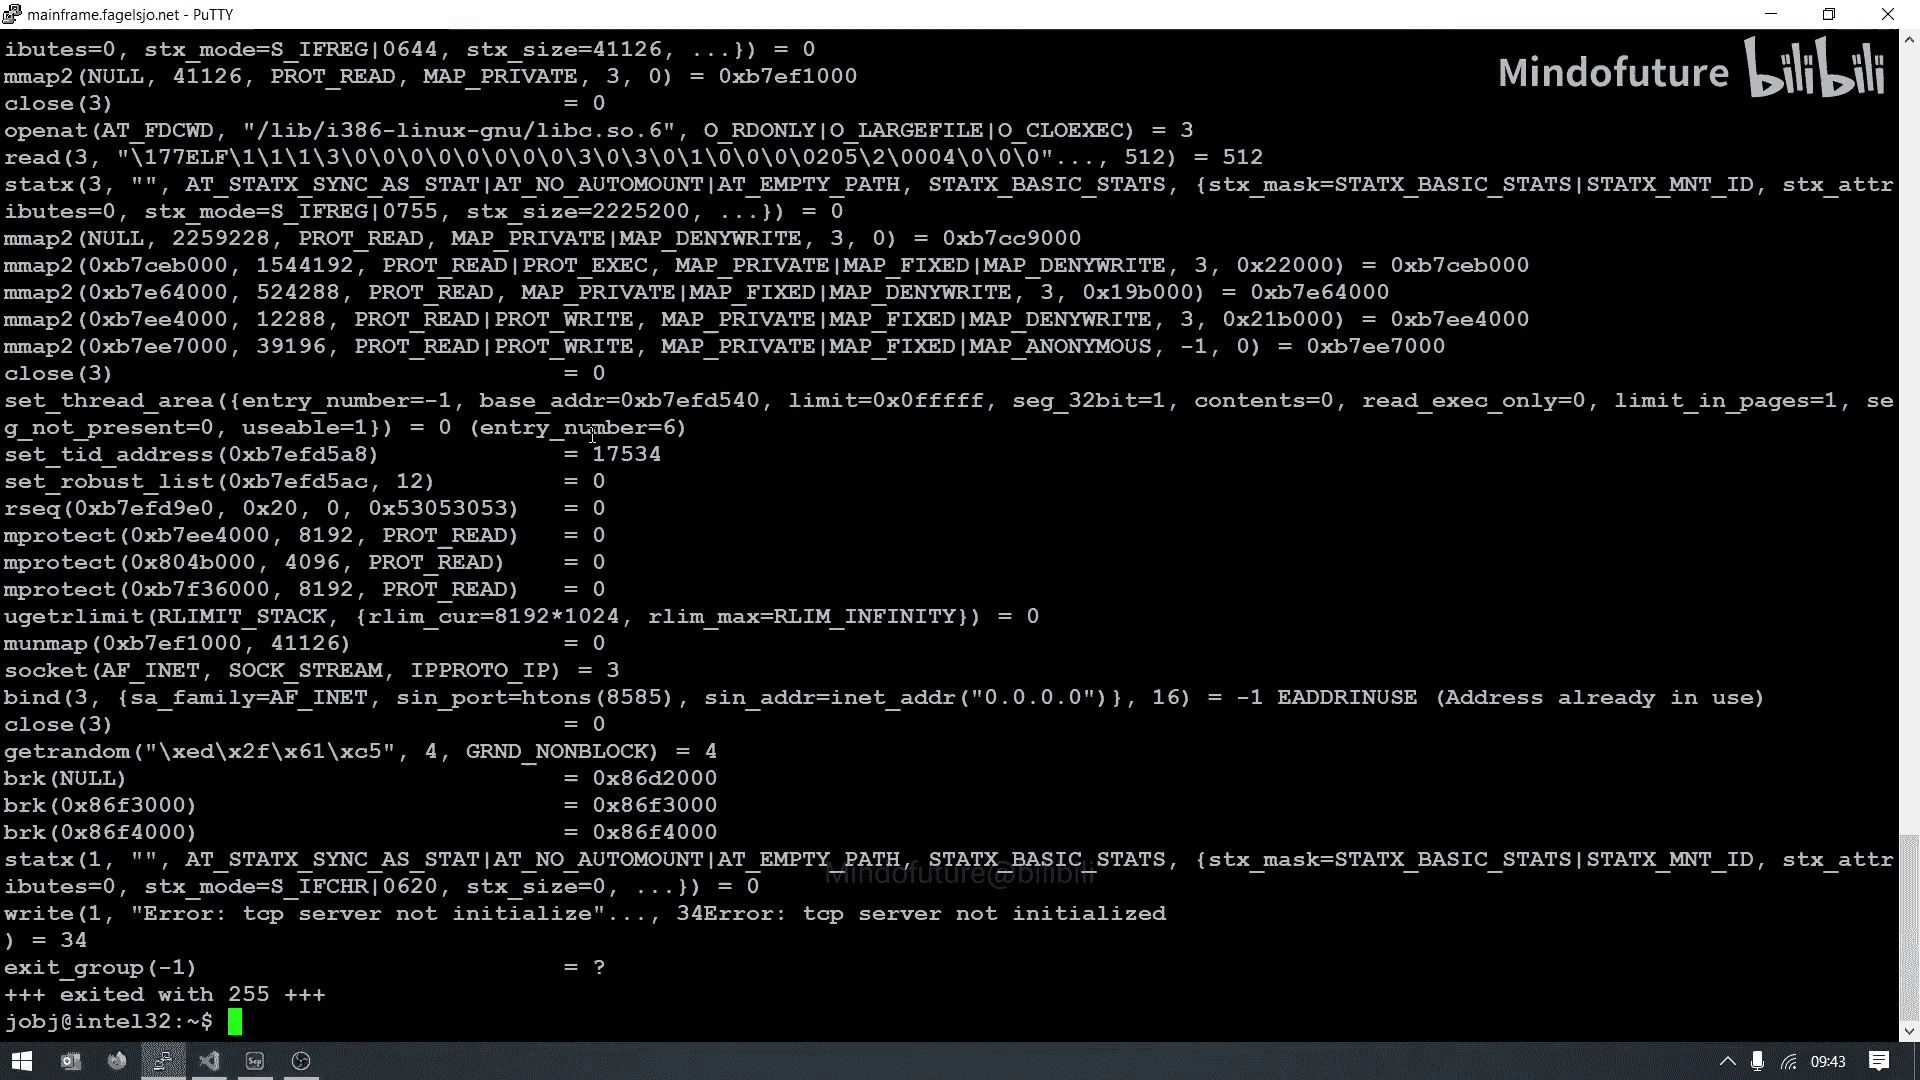 mainframe.fagelsjo.net - PuTTY
ibutes=0, stx_mode=S_IFREG|0644, stx_size=41126, ...}) = 0
mmap2(NULL, 41126, PROT_READ, MAP_PRIVATE, 3, 0) = 0xb7ef1000
Mindofuture bilibili
close(3)                                = 0
openat(AT_FDCWD, "/lib/i386-linux-gnu/libc.so.6", O_RDONLY|O_LARGEFILE|O_CLOEXEC) = 3
read(3, "\177ELF\1\1\1\3\0\0\0\0\0\0\0\0\3\0\3\0\1\0\0\0\0205\2\0004\0\0\0"..., 512) = 512
statx(3, "", AT_STATX_SYNC_AS_STAT|AT_NO_AUTOMOUNT|AT_EMPTY_PATH, STATX_BASIC_STATS, {stx_mask=STATX_BASIC_STATS|STATX_MNT_ID, stx_attr
ibutes=0, stx_mode=S_IFREG|0755, stx_size=2225200, ...}) = 0
mmap2(NULL, 2259228, PROT_READ, MAP_PRIVATE|MAP_DENYWRITE, 3, 0) = 0xb7cc9000
mmap2(0xb7ceb000, 1544192, PROT_READ|PROT_EXEC, MAP_PRIVATE|MAP_FIXED|MAP_DENYWRITE, 3, 0x22000) = 0xb7ceb000
mmap2(0xb7e64000, 524288, PROT_READ, MAP_PRIVATE|MAP_FIXED|MAP_DENYWRITE, 3, 0x19b000) = 0xb7e64000
mmap2(0xb7ee4000, 12288, PROT_READ|PROT_WRITE, MAP_PRIVATE|MAP_FIXED|MAP_DENYWRITE, 3, 0x21b000) = 0xb7ee4000
mmap2(0xb7ee7000, 39196, PROT_READ|PROT_WRITE, MAP_PRIVATE|MAP_FIXED|MAP_ANONYMOUS, -1, 0) = 0xb7ee7000
close(3)                                = 0
set_thread_area({entry_number=-1, base_addr=0xb7efd540, limit=0x0fffff, seg_32bit=1, contents=0, read_exec_only=0, limit_in_pages=1, se
g_not_present=0, useable=1}) = 0 (entry_number=6)
set_tid_address(0xb7efd5a8)             = 17534
set_robust_list(0xb7efd5ac, 12)         = 0
rseq(0xb7efd9e0, 0x20, 0, 0x53053053)   = 0
mprotect(0xb7ee4000, 8192, PROT_READ)   = 0
mprotect(0x804b000, 4096, PROT_READ)    = 0
mprotect(0xb7f36000, 8192, PROT_READ)   = 0
ugetrlimit(RLIMIT_STACK, {rlim_cur=8192*1024, rlim_max=RLIM_INFINITY}) = 0
munmap(0xb7ef1000, 41126)               = 0
socket(AF_INET, SOCK_STREAM, IPPROTO_IP) = 3
bind(3, {sa_family=AF_INET, sin_port=htons(8585), sin_addr=inet_addr("0.0.0.0")}, 16) = -1 EADDRINUSE (Address already in use)
close(3)                                = 0
getrandom("\xed\x2f\x61\xc5", 4, GRND_NONBLOCK) = 4
brk(NULL)                               = 0x86d2000
brk(0x86f3000)                          = 0x86f3000
brk(0x86f4000)                          = 0x86f4000
statx(1, "", AT_STATX_SYNC_AS_STAT|AT_NO_AUTOMOUNT|AT_EMPTY_PATH, STATX_BASIC_STATS, {stx_mask=STATX_BASIC_STATS|STATX_MNT_ID, stx_attr
Mindofuture@bilibili
ibutes=0, stx_mode=S_IFCHR|0620, stx_size=0, ...}) = 0
write(1, "Error: tcp server not initialize"..., 34Error: tcp server not initialized
) = 34
exit_group(-1)                          = ?
+++ exited with 255 +++
jobj@intel32:~$
09:43